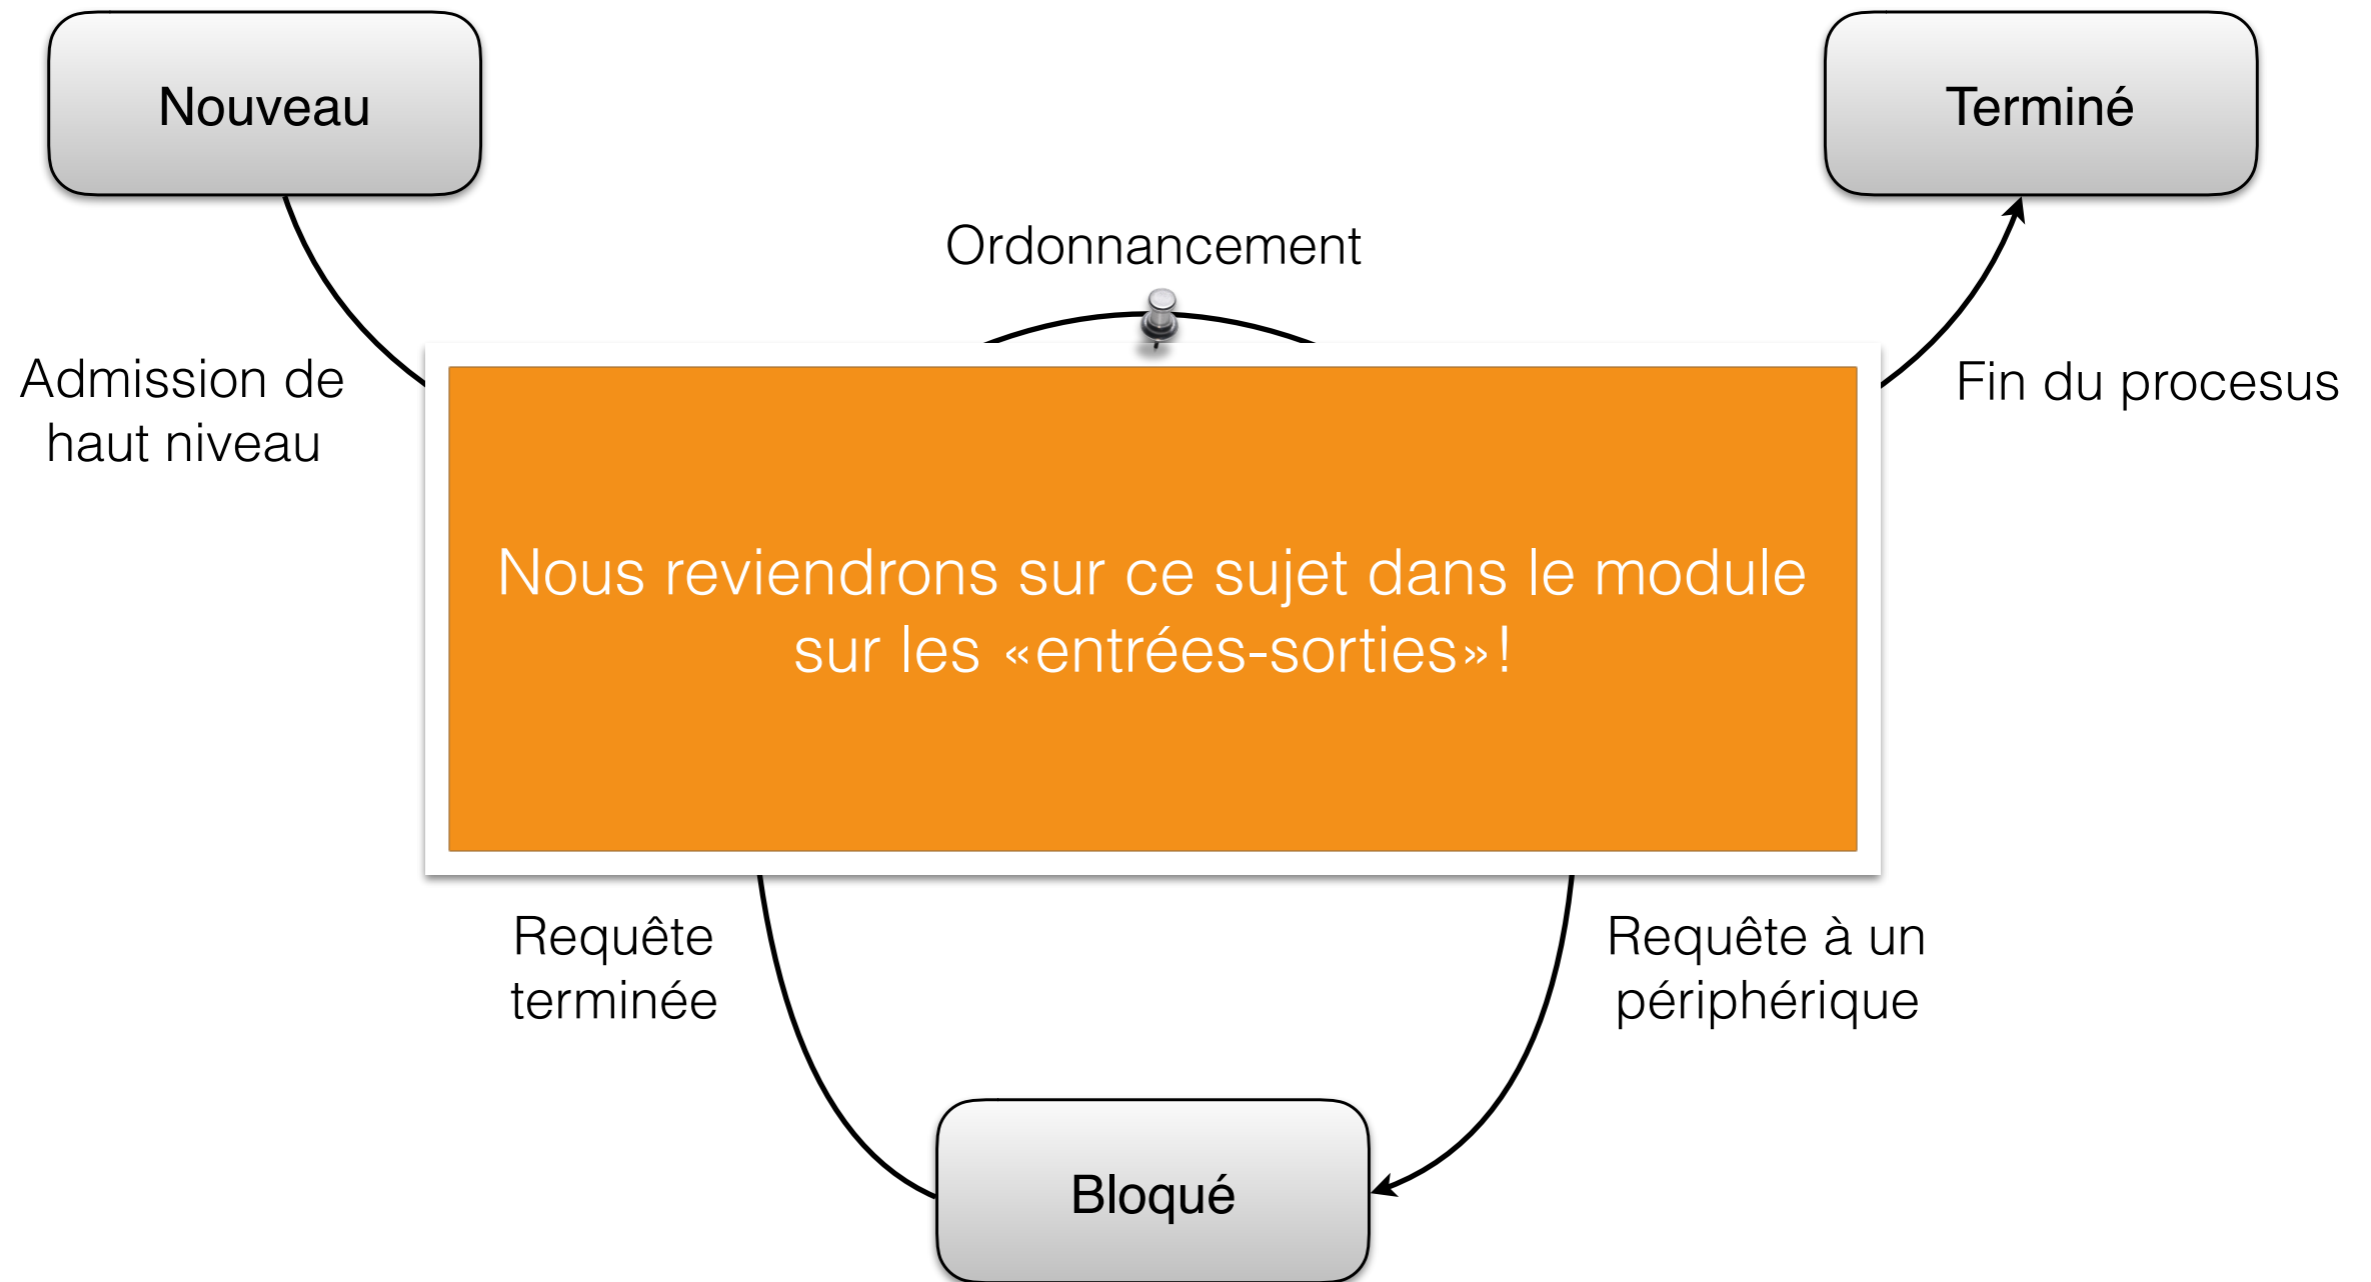 Nouveau
Terminé
Ordonnancement
Admission de
haut niveau
Fin du procesus
Nous reviendrons sur ce sujet dans le module
sur les «entrées-sorties»!
Requête
terminée
Requête à un
périphérique
Bloqué